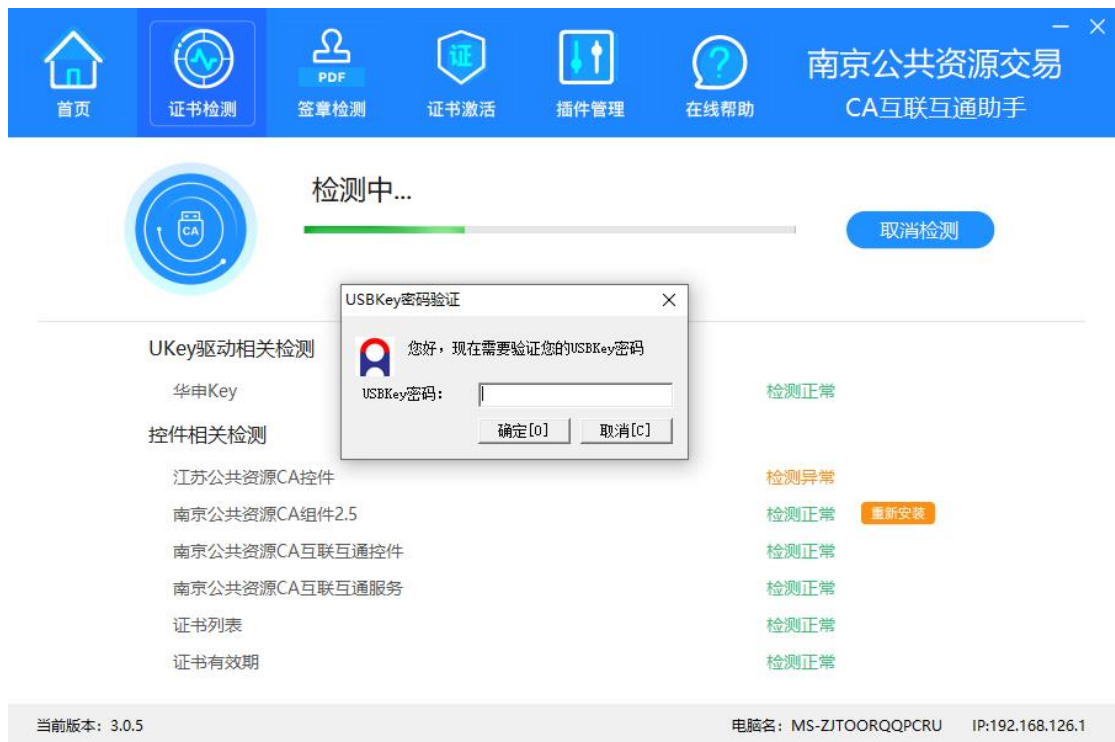 南京公共资源交易
CA互联互通助手
PDF
证
首页
证书检测
签章检测
证书激活
插件管理
在线帮助
CA
检测中...
取消检测
USBKey密码验证
您好，现在需要验证您的USBKey密码
USBKey密码：
确定[O]
取消[C]
UKey驱动相关检测
华申Key 检测正常
控件相关检测
江苏公共资源CA控件 检测异常
南京公共资源CA组件2.5 检测正常 重新安装
南京公共资源CA互联互通控件 检测正常
南京公共资源CA互联互通服务 检测正常
证书列表 检测正常
证书有效期 检测正常
当前版本：3.0.5 电脑名：MS-ZJTOORQQPCRU IP:192.168.126.1